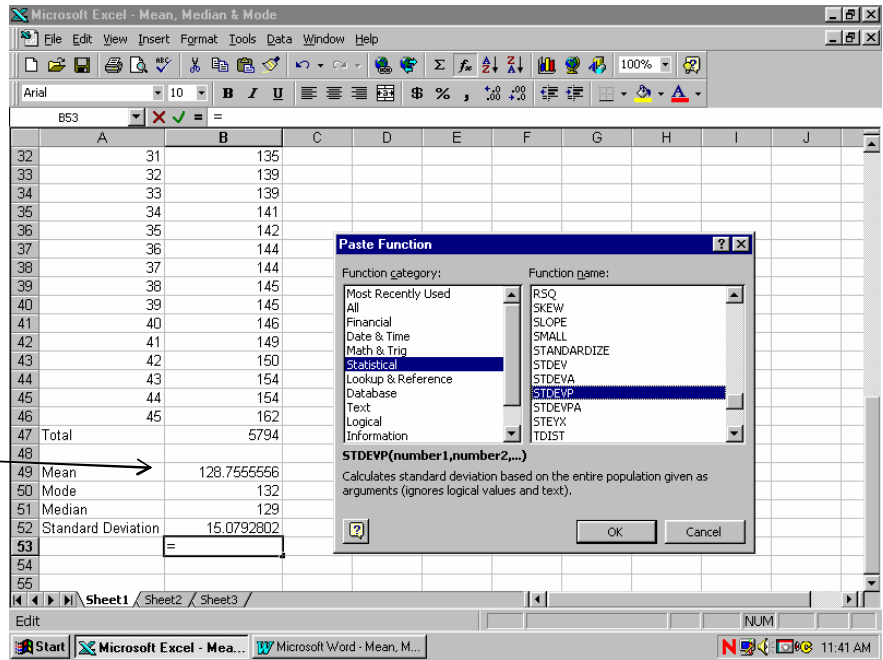 Microsoft Excel - Mean, Median & Mode
File Edit View Insert Format Tools Data Window Help
100%
Arial 10 B I U $ % ,
B53 = =
A B C D E F G H I J
32 31 135
33 32 139
34 33 139
35 34 141
36 35 142
37 36 144
38 37 144
39 38 145
40 39 145
41 40 146
42 41 149
43 42 150
44 43 154
45 44 154
46 45 162
47 Total 5794
48
49 Mean 128.7555556
50 Mode 132
51 Median 129
52 Standard Deviation 15.0792802
53 =
54
55
Paste Function
Function category:
Most Recently Used
All
Financial
Date & Time
Math & Trig
Statistical
Lookup & Reference
Database
Text
Logical
Information
Function name:
RSQ
SKEW
SLOPE
SMALL
STANDARDIZE
STDEV
STDEVA
STDEVP
STDEVPA
STEYX
TDIST
STDEVP(number1,number2,...)
Calculates standard deviation based on the entire population given as
arguments (ignores logical values and text).
OK Cancel
Sheet1 Sheet2 Sheet3
Edit NUM
Start Microsoft Excel - Mea... Microsoft Word - Mean, M... 11:41 AM